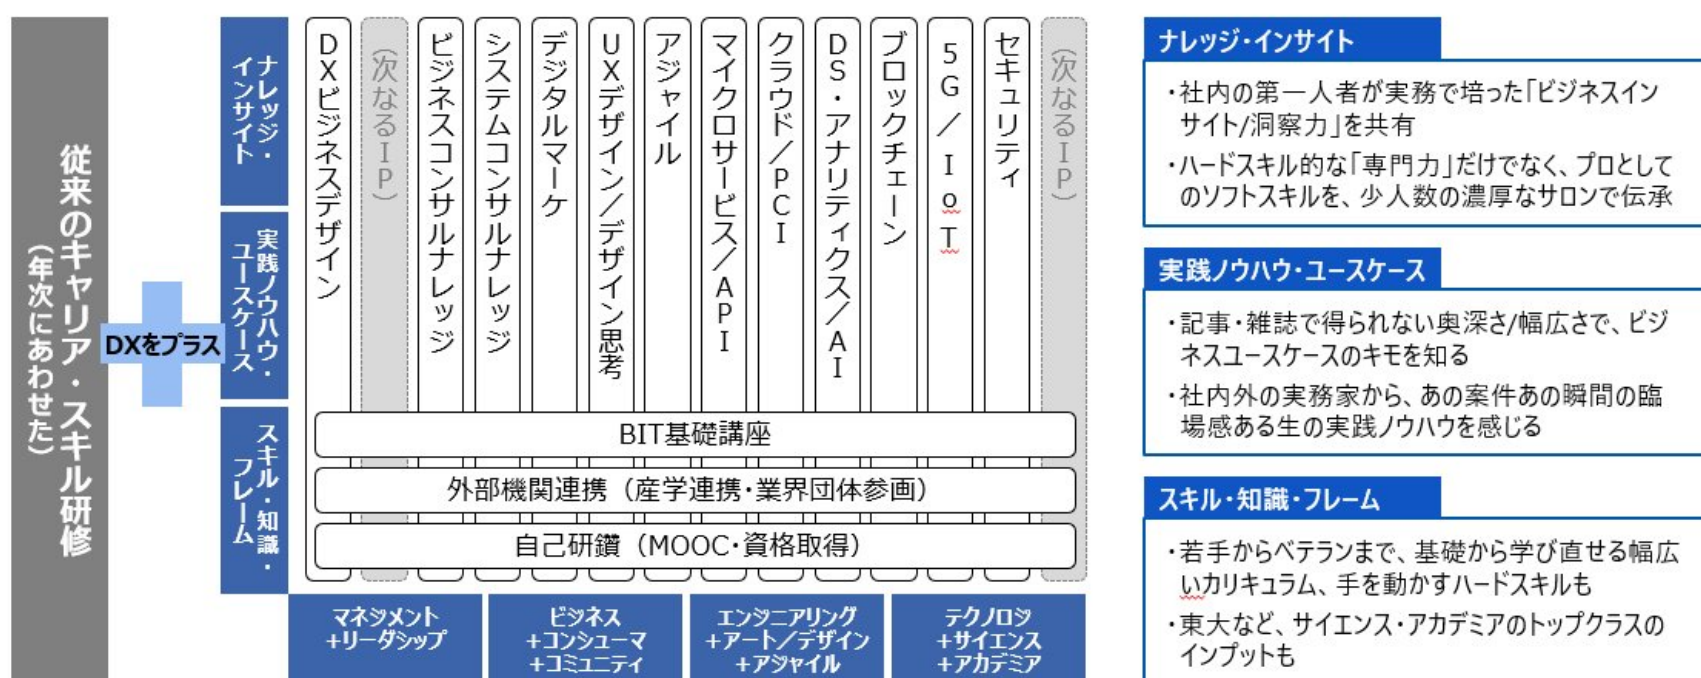 従来のキャリア・スキル研修
（年次にあわせた）
DXをプラス
ナレッジ・
インサイト
実践ノウハウ・
ユースケース
スキル・知識・
フレーム
DXビジネスデザイン
（次なるIP）
ビジネスコンサルナレッジ
システムコンサルナレッジ
デジタルマーケ
UXデザイン／デザイン思考
アジャイル
マイクロサービス／API
クラウド／PCI
DS・アナリティクス／AI
ブロックチェーン
5G／IoT
セキュリティ
（次なるIP）
BIT基礎講座
外部機関連携（産学連携・業界団体参画）
自己研鑽（MOOC・資格取得）
マネジメント
+リーダシップ
ビジネス
+コンシューマ
+コミュニティ
エンジニアリング
+アート／デザイン
+アジャイル
テクノロジ
+サイエンス
+アカデミア
ナレッジ・インサイト
・社内の第一人者が実務で培った「ビジネスイン
サイト/洞察力」を共有
・ハードスキル的な「専門力」だけでなく、プロとして
のソフトスキルを、少人数の濃厚なサロンで伝承
実践ノウハウ・ユースケース
・記事・雑誌で得られない奥深さ/幅広さで、ビジ
ネスユースケースのキモを知る
・社内外の実務家から、あの案件あの瞬間の臨
場感ある生の実践ノウハウを感じる
スキル・知識・フレーム
・若手からベテランまで、基礎から学び直せる幅広
いカリキュラム、手を動かすハードスキルも
・東大など、サイエンス・アカデミアのトップクラスの
インプットも